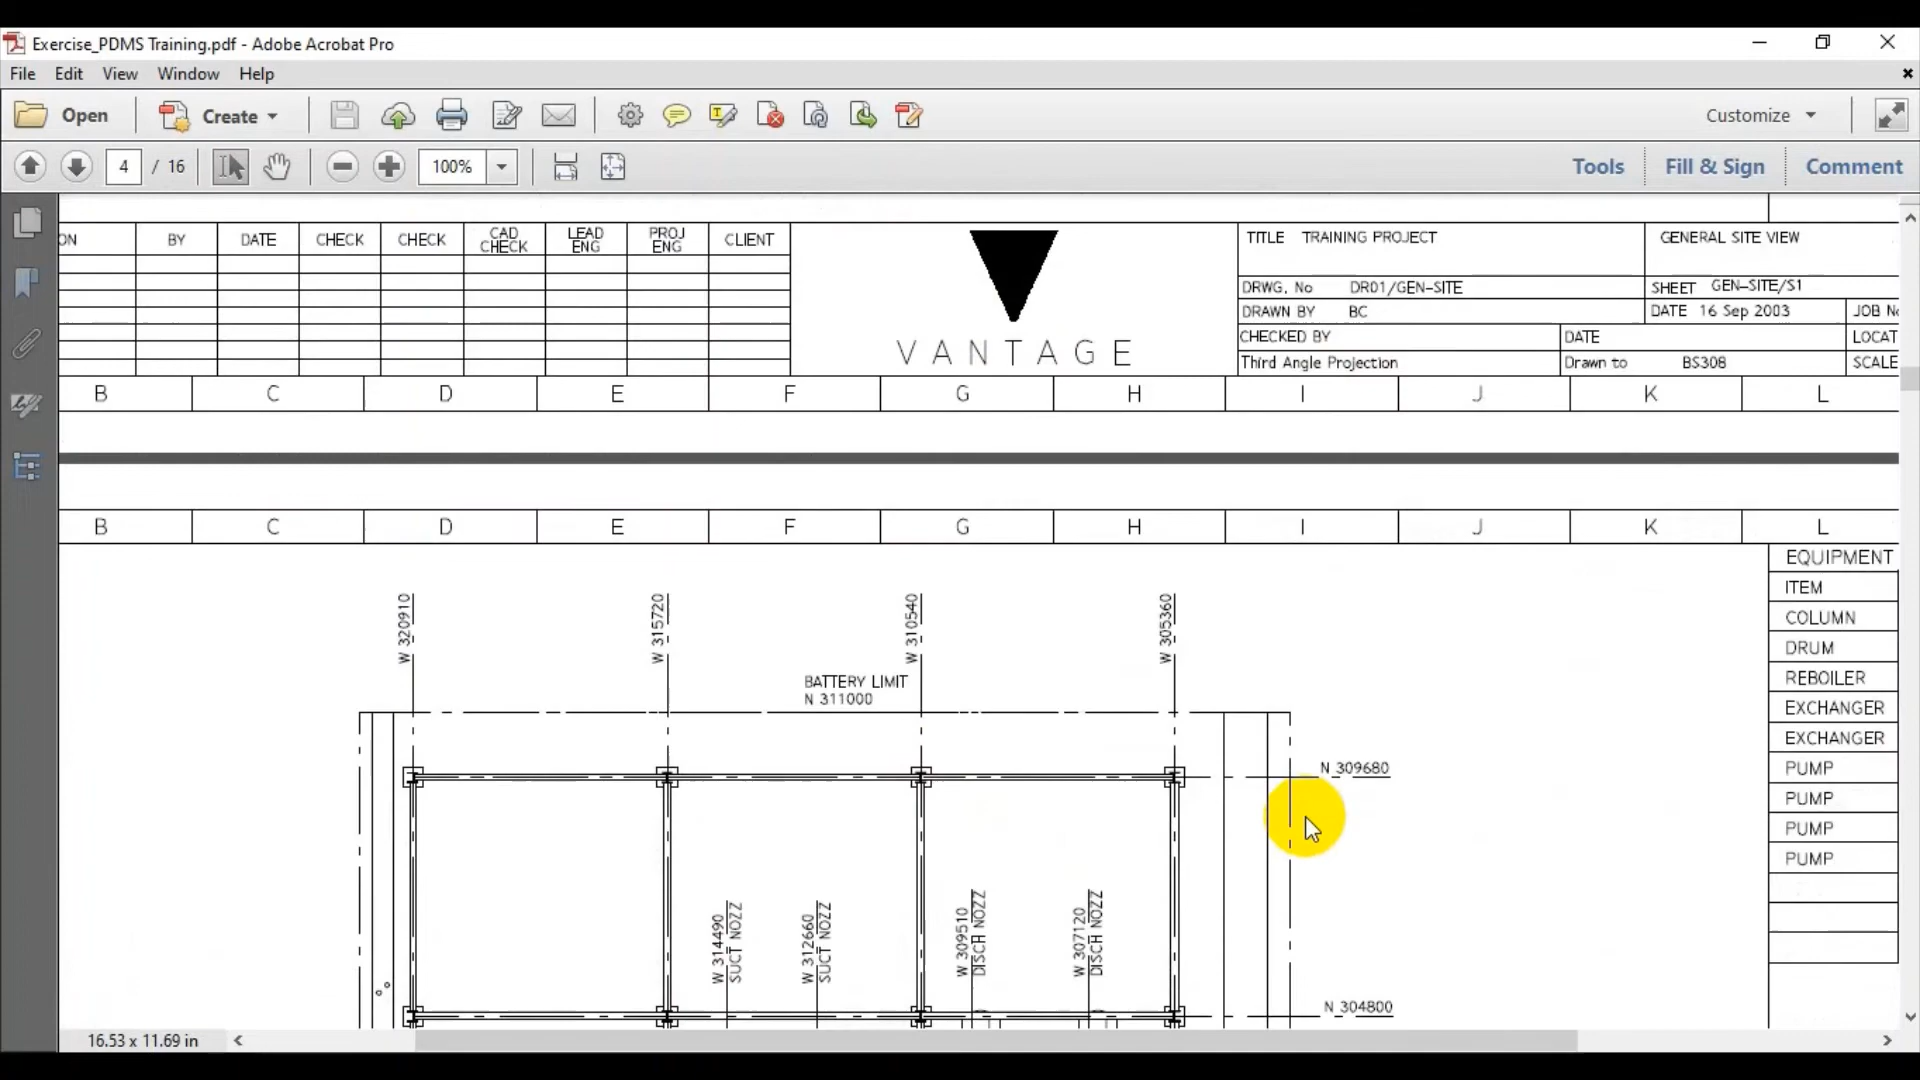 Exercise_PDMS Training.pdf - Adobe Acrobat Pro
File Edit View Window Help
Open Create Customize
4 / 16 100% Tools Fill & Sign Comment
ON BY DATE CHECK CHECK CAD CHECK LEAD ENG PROJ ENG CLIENT
VANTAGE
TITLE TRAINING PROJECT GENERAL SITE VIEW
DRWG. No DR01/GEN-SITE SHEET GEN-SITE/S1
DRAWN BY BC DATE 16 Sep 2003 JOB No
CHECKED BY DATE LOCAT
Third Angle Projection Drawn to BS308 SCALE
B C D E F G H I J K L
B C D E F G H I J K L
W 320910
W 315720
W 310540
W 305360
BATTERY LIMIT
N 311000
N 309680
W 314490
SUCT NOZZ
W 312660
SUCT NOZZ
W 309510
DISCH NOZZ
W 307120
DISCH NOZZ
N 304800
EQUIPMENT
ITEM
COLUMN
DRUM
REBOILER
EXCHANGER
EXCHANGER
PUMP
PUMP
PUMP
PUMP
16.53 x 11.69 in